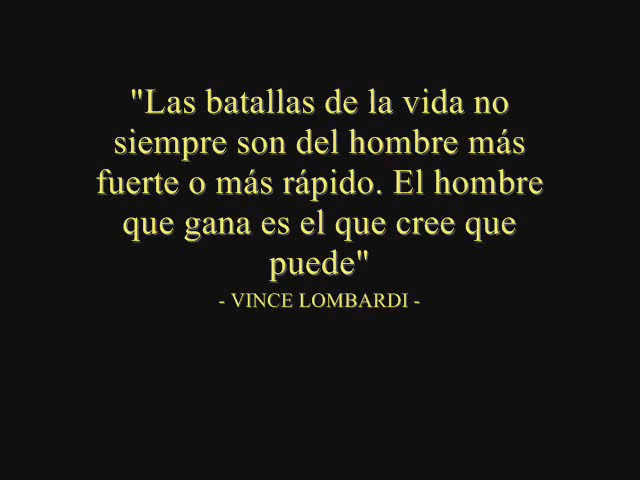 "Las batallas de la vida no
siempre son del hombre más
fuerte o más rápido. El hombre
que gana es el que cree que
puede"
- VINCE LOMBARDI -